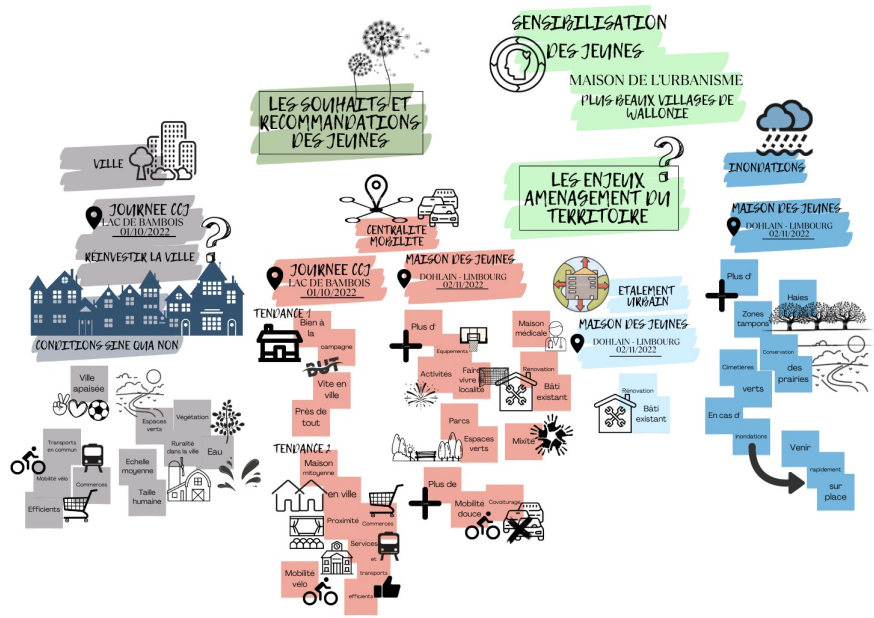 SENSIBILISATION
DES JEUNES
MAISON DE L'URBANISME
PLUS BEAUX VILLAGES DE
WALLONIE
LES SOUHAITS ET
RECOMMANDATIONS
DES JEUNES
LES ENJEUX
AMENAGEMENT DU
TERRITOIRE
VILLE
JOURNEE CCJ
LAC DE BAMBOIS
01/10/2022
REINVESTIR LA VILLE
CONDITIONS SINE QUA NON
Ville
apaisée
Espaces
verts
Végétation
Transports
en commun
Mobilité vélo
Commerces
Efficients
Ruralité
dans la ville
Eau
Echelle
moyenne
Taille
humaine
CENTRALITE
MOBILITE
JOURNEE CCJ
LAC DE BAMBOIS
01/10/2022
TENDANCE 1
Bien à
la
campagne
BUT
Vite en
ville
Près de
tout
TENDANCE 2
Maison
mitoyenne
en ville
Proximité
Commerces
Services
et
transports
efficients
Mobilité
vélo
MAISON DES JEUNES
DOHLAIN - LIMBOURG
02/11/2022
Plus d'
Equipements
Activités
Faire
vivre
localité
Maison
médicale
Rénovation
Bâti
existant
Parcs
Espaces
verts
Mixité
Plus de
Mobilité
douce
Covoiturage
ETALEMENT
URBAIN
MAISON DES JEUNES
DOHLAIN - LIMBOURG
02/11/2022
Rénovation
Bâti
existant
INONDATIONS
MAISON DES JEUNES
DOHLAIN - LIMBOURG
02/11/2022
Plus d'
Haies
Zones
tampons
Conservation
des
prairies
Cimetières
verts
En cas d'
Inondations
Venir
rapidement
sur
place